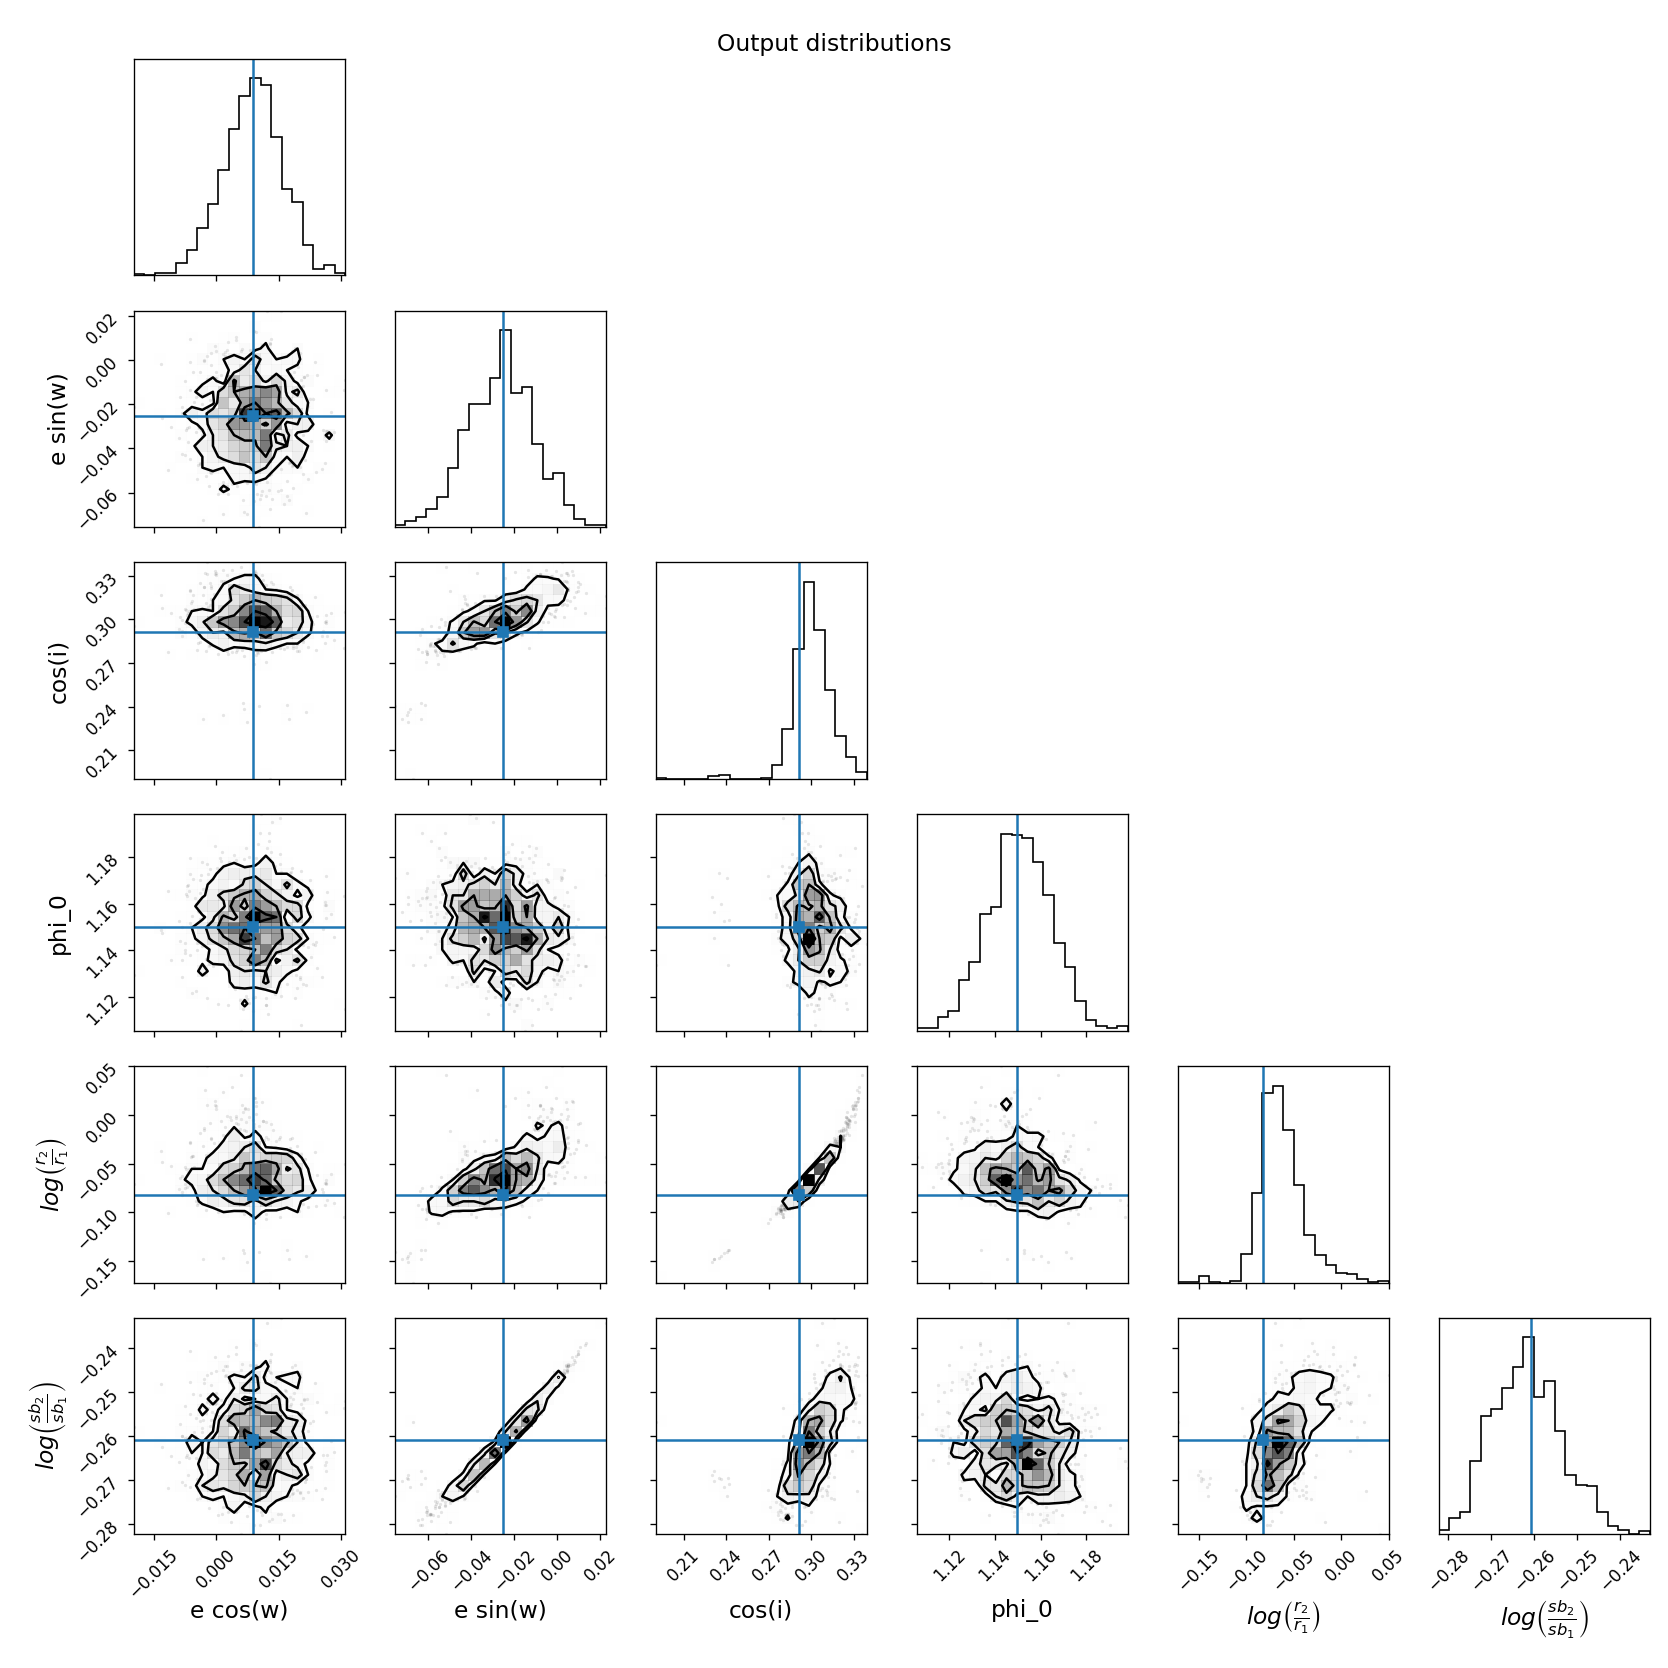 Output distributions
e sin(w)
0.02
0.00
−0.02
−0.04
−0.06
cos(i)
0.33
0.30
0.27
0.24
0.21
phi_0
1.18
1.16
1.14
1.12
log(r₂/r₁)
0.05
0.00
−0.05
−0.10
−0.15
log(sb₂/sb₁)
−0.24
−0.25
−0.26
−0.27
−0.28
−0.015 0.000 0.015 0.030
−0.06 −0.04 −0.02 0.00 0.02
0.21 0.24 0.27 0.30 0.33
1.12 1.14 1.16 1.18
−0.15 −0.10 −0.05 0.00 0.05
−0.28 −0.27 −0.26 −0.25 −0.24
e cos(w)
e sin(w)
cos(i)
phi_0
log(r₂/r₁)
log(sb₂/sb₁)